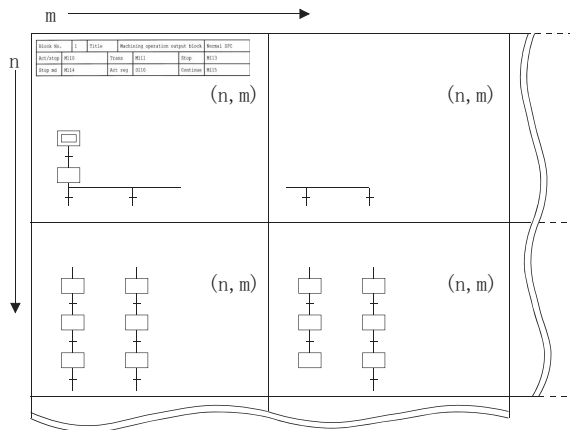 m
n
Block No. 1 Title Machining operation output block Normal SFC
Act/stop M110 Trans M111 Stop M113
Stop md M114 Act reg D110 Continue M115
(n, m) (n, m)
(n, m) (n, m)